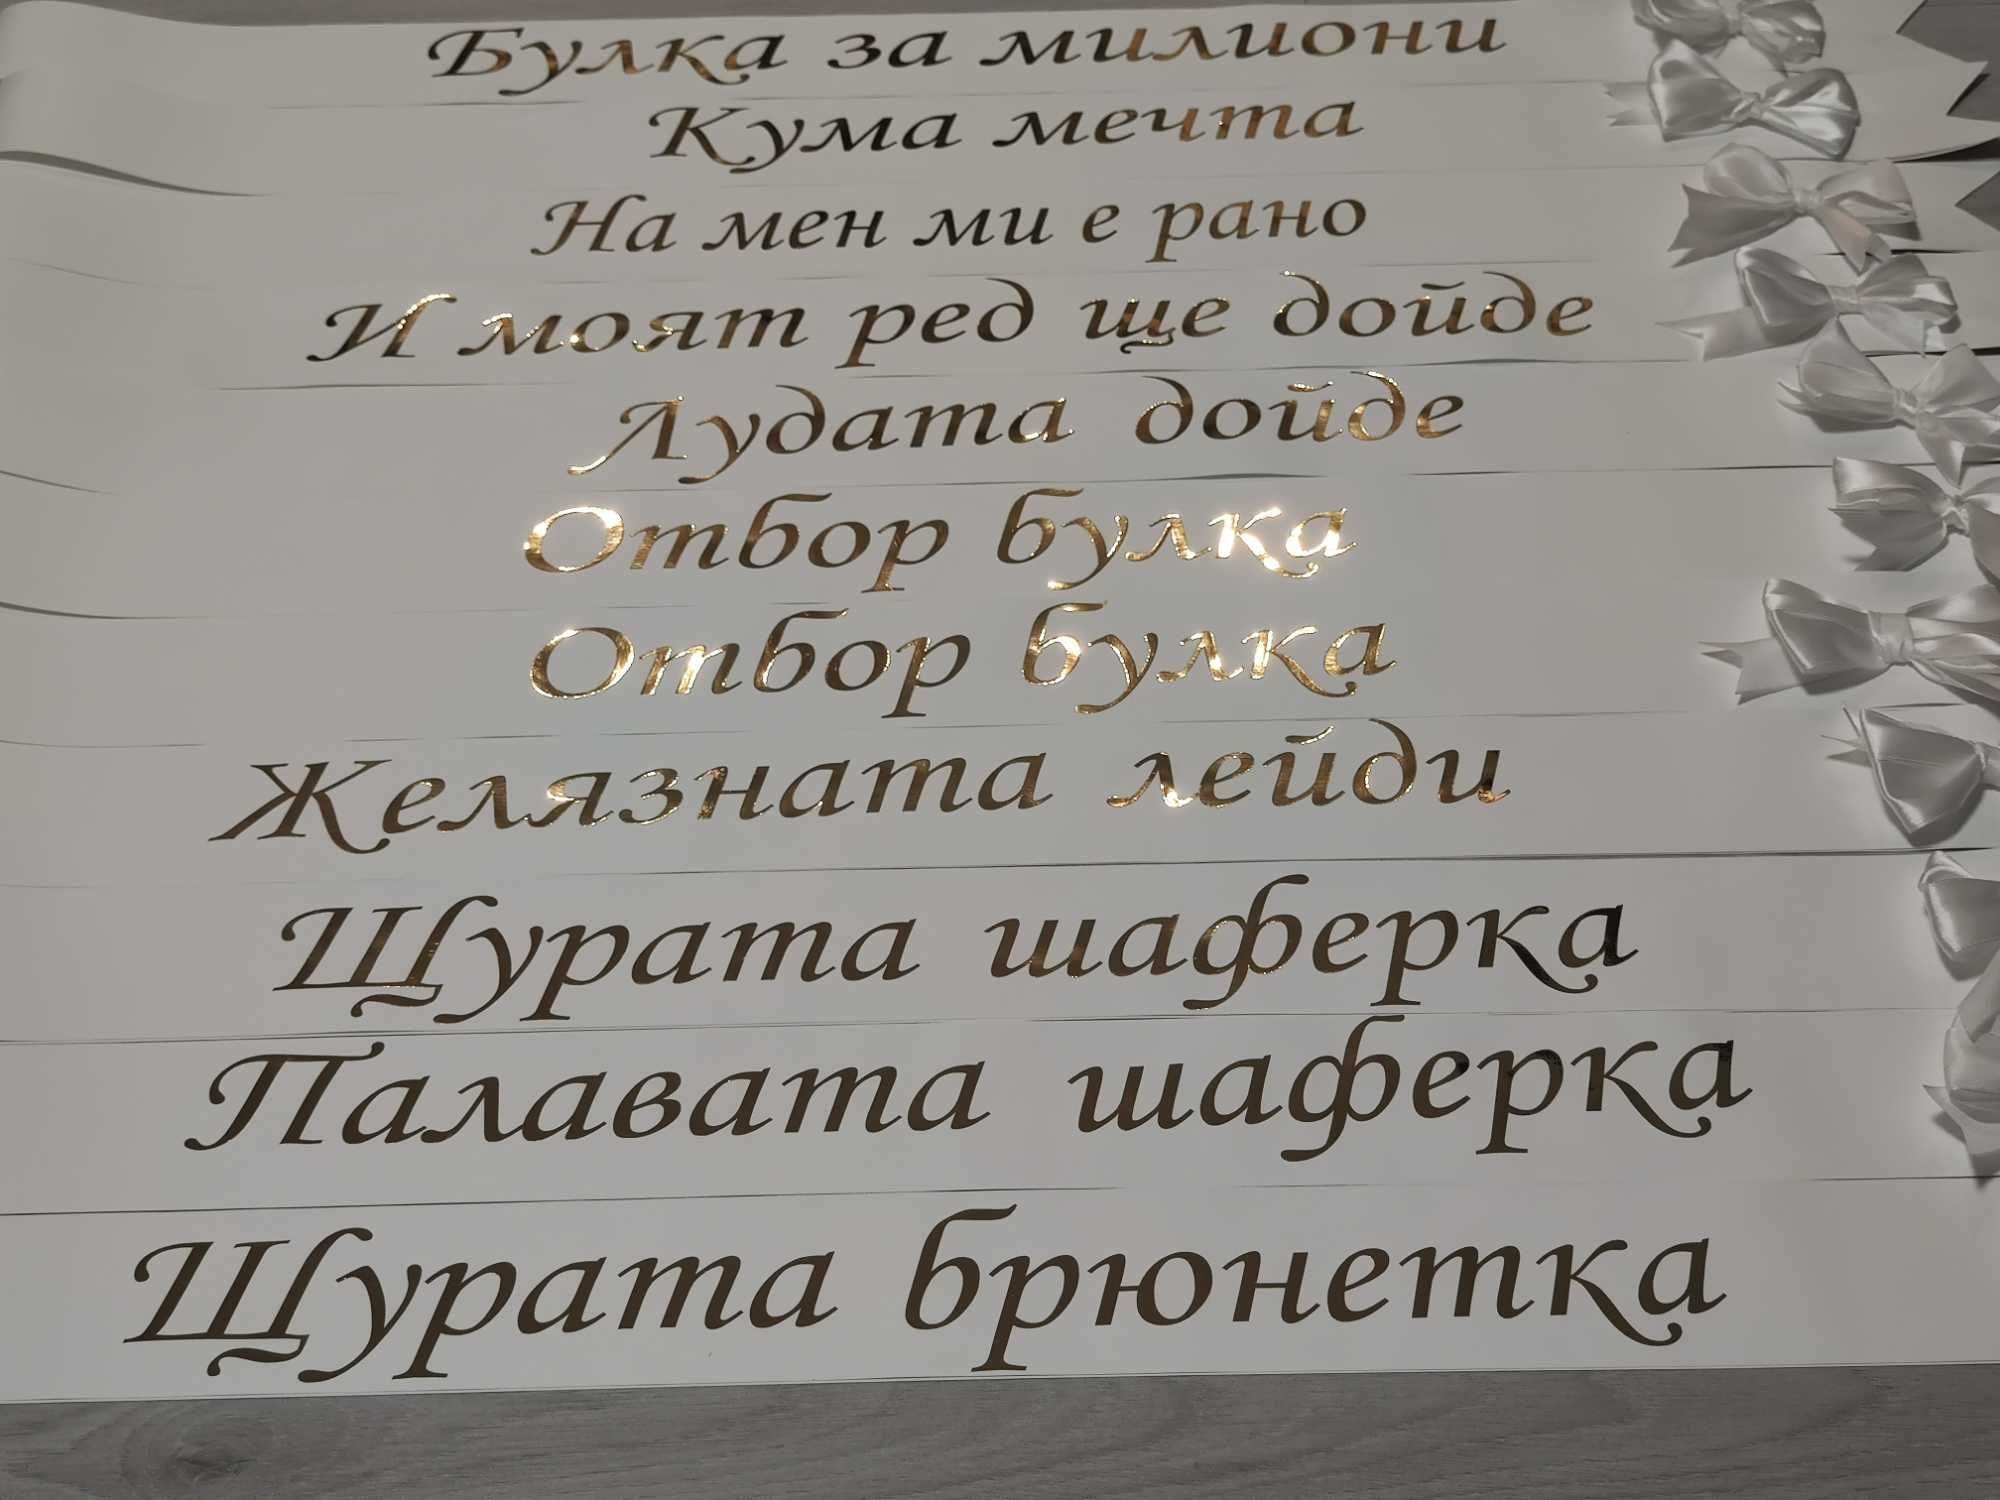 Булка за милиони
Кума мечта
На мен ми е рано
И моят ред ще дойде
Лудата дойде
Отбор булка
Отбор булка
Желязната лейди
Щурата шаферка
Палавата шаферка
Щурата брюнетка